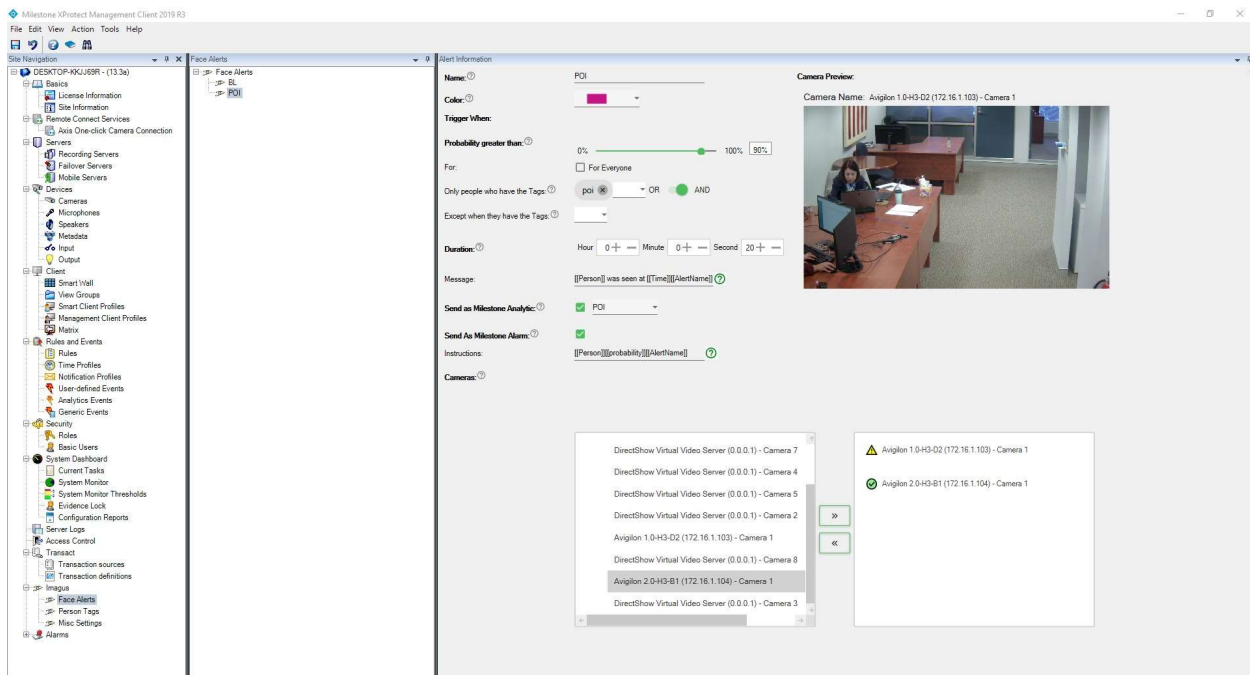 Milestone XProtect Management Client 2019 R3
File Edit View Action Tools Help
Site Navigation
DESKTOP-KKJJ69R - (13.3a)
Basics
License Information
Site Information
Remote Connect Services
Axis One-click Camera Connection
Servers
Recording Servers
Failover Servers
Mobile Servers
Devices
Cameras
Microphones
Speakers
Metadata
Input
Output
Client
Smart Wall
View Groups
Smart Client Profiles
Management Client Profiles
Matrix
Rules and Events
Rules
Time Profiles
Notification Profiles
User-defined Events
Analytics Events
Generic Events
Security
Roles
Basic Users
System Dashboard
Current Tasks
System Monitor
System Monitor Thresholds
Evidence Lock
Configuration Reports
Server Logs
Access Control
Transact
Transaction sources
Transaction definitions
Imagus
Face Alerts
Person Tags
Misc Settings
Alarms
Face Alerts
Face Alerts
BL
POI
Alert Information
Name: POI
Color:
Trigger When:
Probability greater than: 0% 100% 90%
For: For Everyone
Only people who have the Tags: poi OR AND
Except when they have the Tags:
Duration: Hour 0 Minute 0 Second 20
Message: [[Person]] was seen at [[Time]][[AlertName]]
Send as Milestone Analytic: POI
Send As Milestone Alarm:
Instructions: [[Person]][[probability]][[AlertName]]
Cameras:
DirectShow Virtual Video Server (0.0.0.1) - Camera 7
DirectShow Virtual Video Server (0.0.0.1) - Camera 4
DirectShow Virtual Video Server (0.0.0.1) - Camera 5
DirectShow Virtual Video Server (0.0.0.1) - Camera 2
Avigilon 1.0-H3-D2 (172.16.1.103) - Camera 1
DirectShow Virtual Video Server (0.0.0.1) - Camera 8
Avigilon 2.0-H3-B1 (172.16.1.104) - Camera 1
DirectShow Virtual Video Server (0.0.0.1) - Camera 3
»
«
Avigilon 1.0-H3-D2 (172.16.1.103) - Camera 1
Avigilon 2.0-H3-B1 (172.16.1.104) - Camera 1
Camera Preview:
Camera Name: Avigilon 1.0-H3-D2 (172.16.1.103) - Camera 1